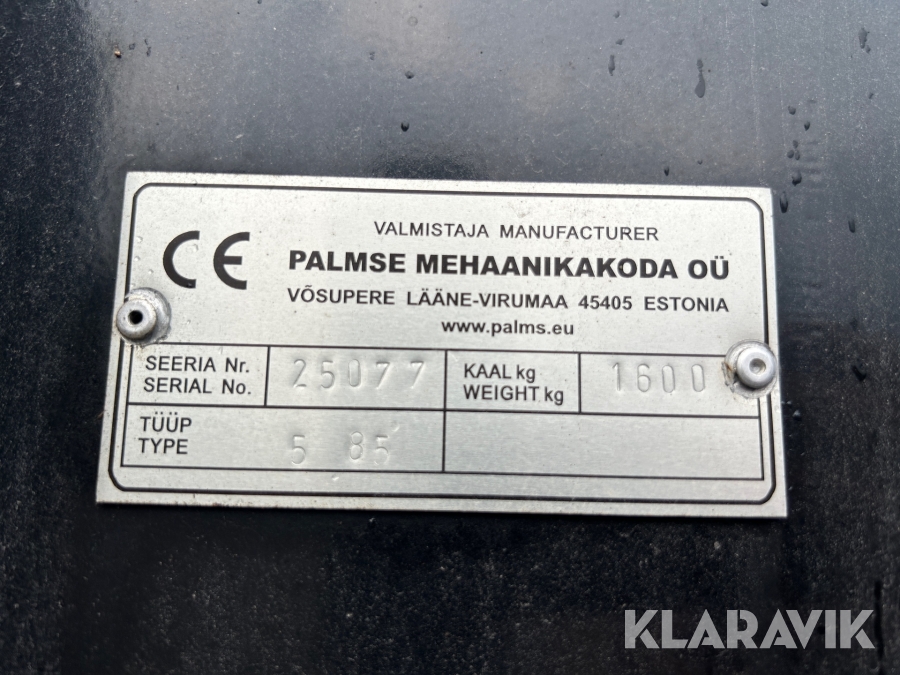 CE
VALMISTAJA MANUFACTURER
PALMSE MEHAANIKAKODA OÜ
VÕSUPERE LÄÄNE-VIRUMAA 45405 ESTONIA
www.palms.eu
SEERIA Nr. 25077 KAAL kg 1600
SERIAL No. WEIGHT kg
TÜÜP 5 85
TYPE
KLARAVIK